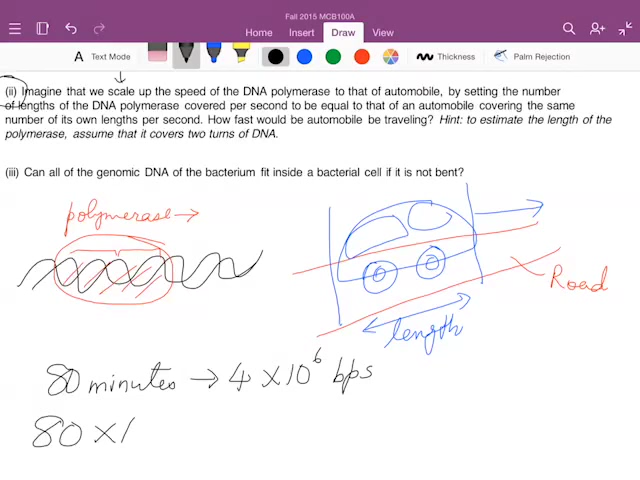 Fall 2015 MCB100A
Home Insert Draw View
A Text Mode Thickness Palm Rejection
(ii) Imagine that we scale up the speed of the DNA polymerase to that of automobile, by setting the number
of lengths of the DNA polymerase covered per second to be equal to that of an automobile covering the same
number of its own lengths per second. How fast would be automobile be traveling? Hint: to estimate the length of the
polymerase, assume that it covers two turns of DNA.
(iii) Can all of the genomic DNA of the bacterium fit inside a bacterial cell if it is not bent?
polymerase →
Road
length
80 minutes → 4 × 10⁶ bps
80 × 1